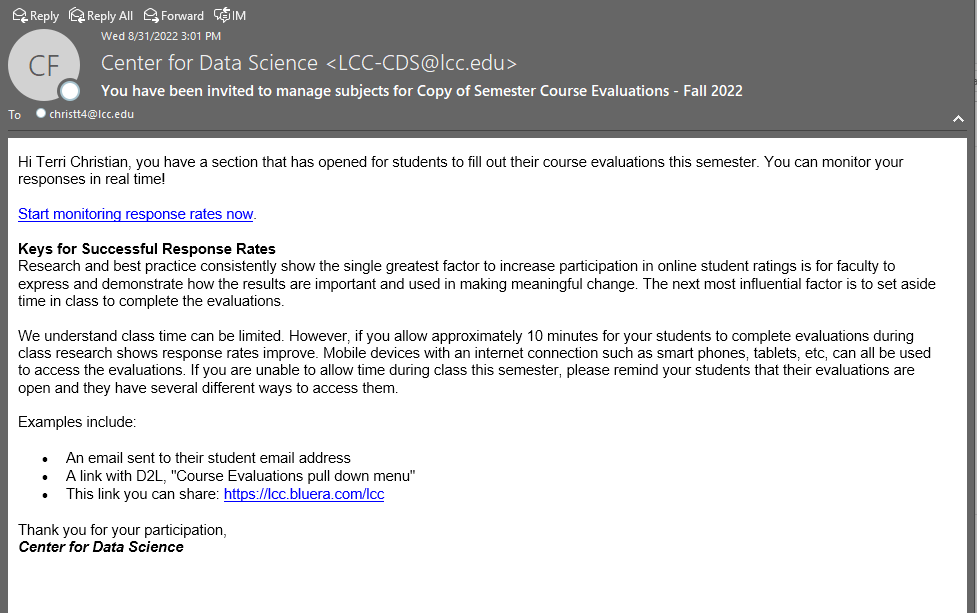 Reply Reply All Forward IM
Wed 8/31/2022 3:01 PM
CF
Center for Data Science <LCC-CDS@lcc.edu>
You have been invited to manage subjects for Copy of Semester Course Evaluations - Fall 2022
To christt4@lcc.edu
Hi Terri Christian, you have a section that has opened for students to fill out their course evaluations this semester. You can monitor your
responses in real time!
Start monitoring response rates now.
Keys for Successful Response Rates
Research and best practice consistently show the single greatest factor to increase participation in online student ratings is for faculty to
express and demonstrate how the results are important and used in making meaningful change. The next most influential factor is to set aside
time in class to complete the evaluations.
We understand class time can be limited. However, if you allow approximately 10 minutes for your students to complete evaluations during
class research shows response rates improve. Mobile devices with an internet connection such as smart phones, tablets, etc, can all be used
to access the evaluations. If you are unable to allow time during class this semester, please remind your students that their evaluations are
open and they have several different ways to access them.
Examples include:
• An email sent to their student email address
• A link with D2L, "Course Evaluations pull down menu"
• This link you can share: https://lcc.bluera.com/lcc
Thank you for your participation,
Center for Data Science